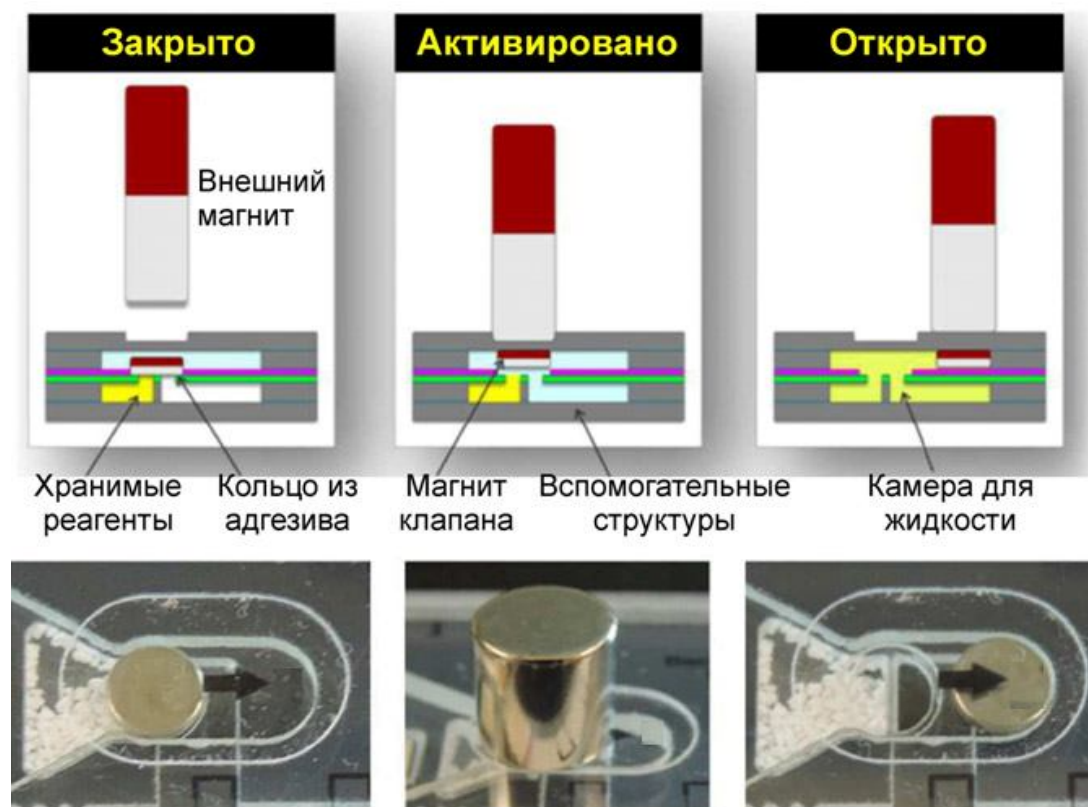 Закрыто
Активировано
Открыто
Внешний
магнит
Хранимые
реагенты
Кольцо из
адгезива
Магнит
клапана
Вспомогательные
структуры
Камера для
жидкости